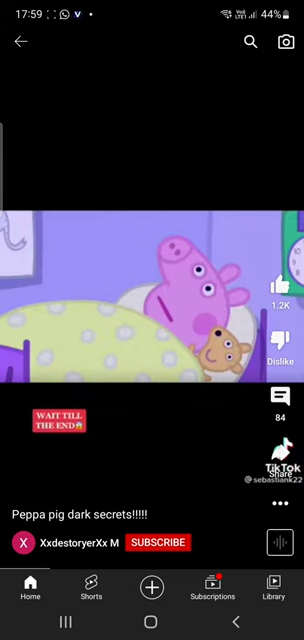 17:59
44%
1.2K
Dislike
84
WAIT TILL
THE END😱
TikTok
Share
@sebastiank22
Peppa pig dark secrets!!!!!
X XxdestoryerXx M SUBSCRIBE
Home Shorts Subscriptions Library